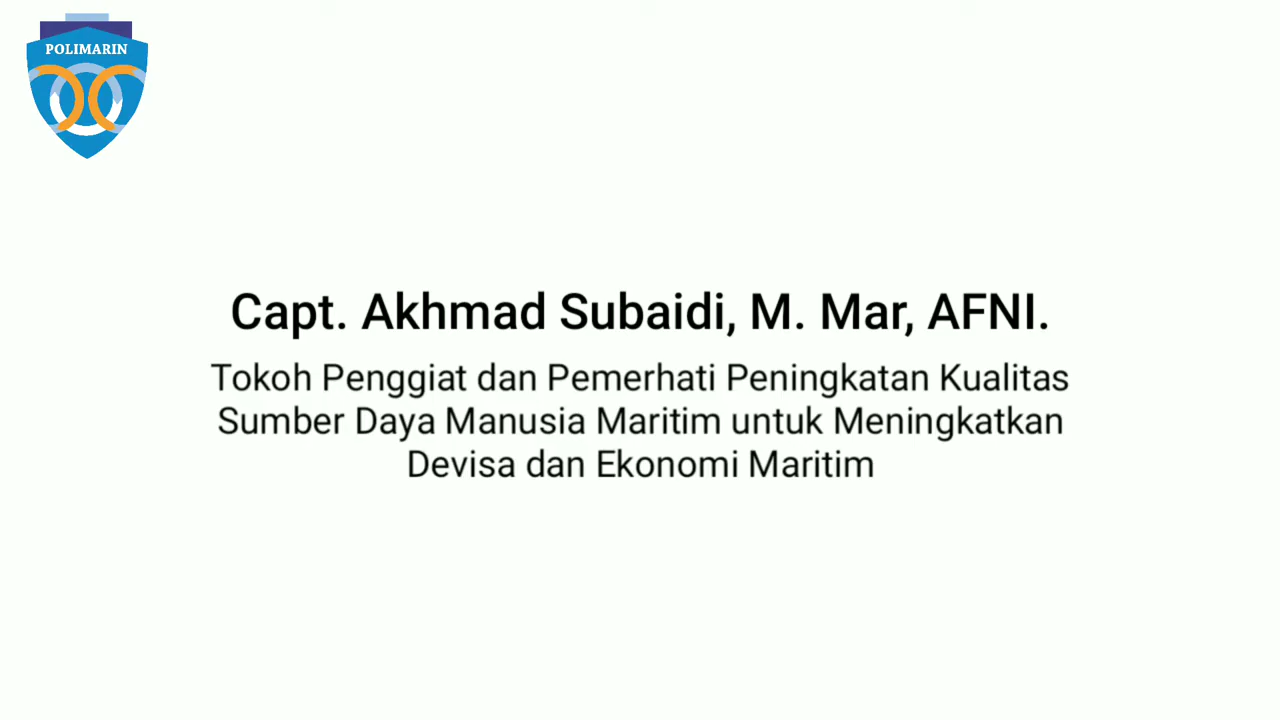 POLIMARIN
Capt. Akhmad Subaidi, M. Mar, AFNI.
Tokoh Penggiat dan Pemerhati Peningkatan Kualitas
Sumber Daya Manusia Maritim untuk Meningkatkan
Devisa dan Ekonomi Maritim